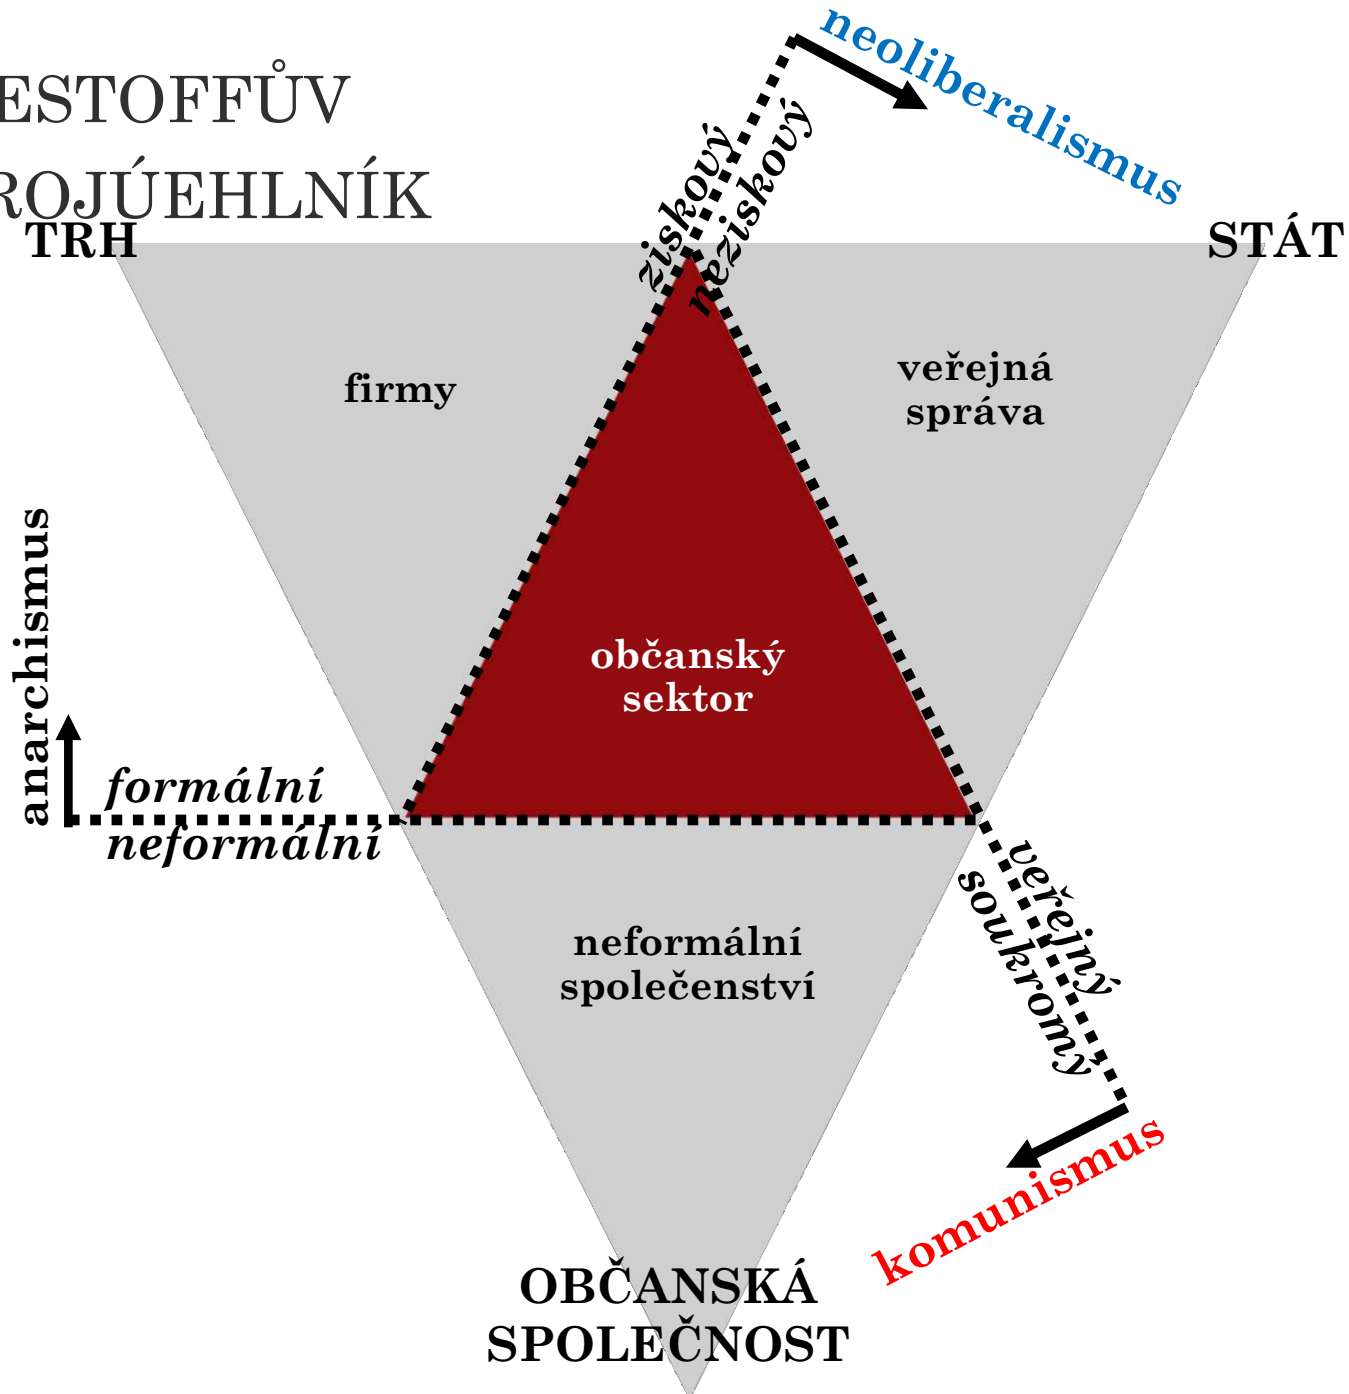 ESTOFFŮV
ROJÚEHLNÍK
neoliberalismus
ziskový
neziskový
TRH
STÁT
firmy
veřejná
správa
anarchismus
občanský
sektor
formální
neformální
veřejný
soukromý
neformální
společenství
komunismus
OBČANSKÁ
SPOLEČNOST